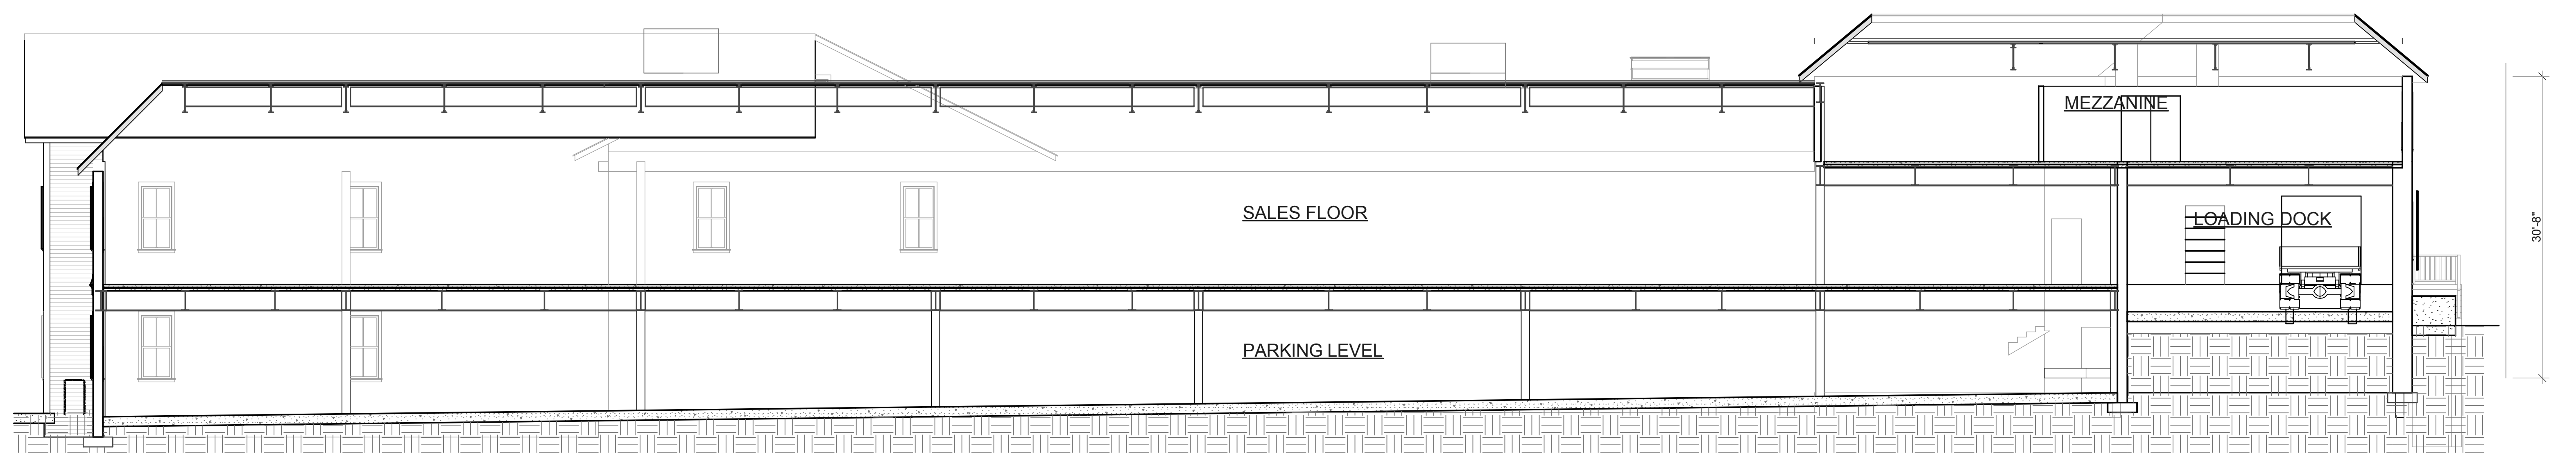 MEZZANINE
SALES FLOOR
LOADING DOCK
30'-8"
PARKING LEVEL